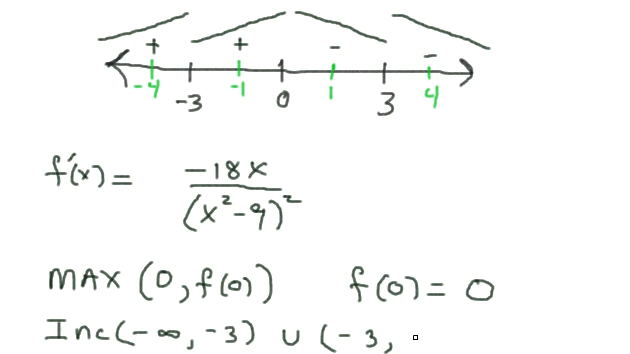 + + - -
-4 -3 -1 0 1 3 4
f'(x) = -18x / (x²-9)²
MAX (0, f(0)) f(0) = 0
Inc(-∞, -3) ∪ (-3,